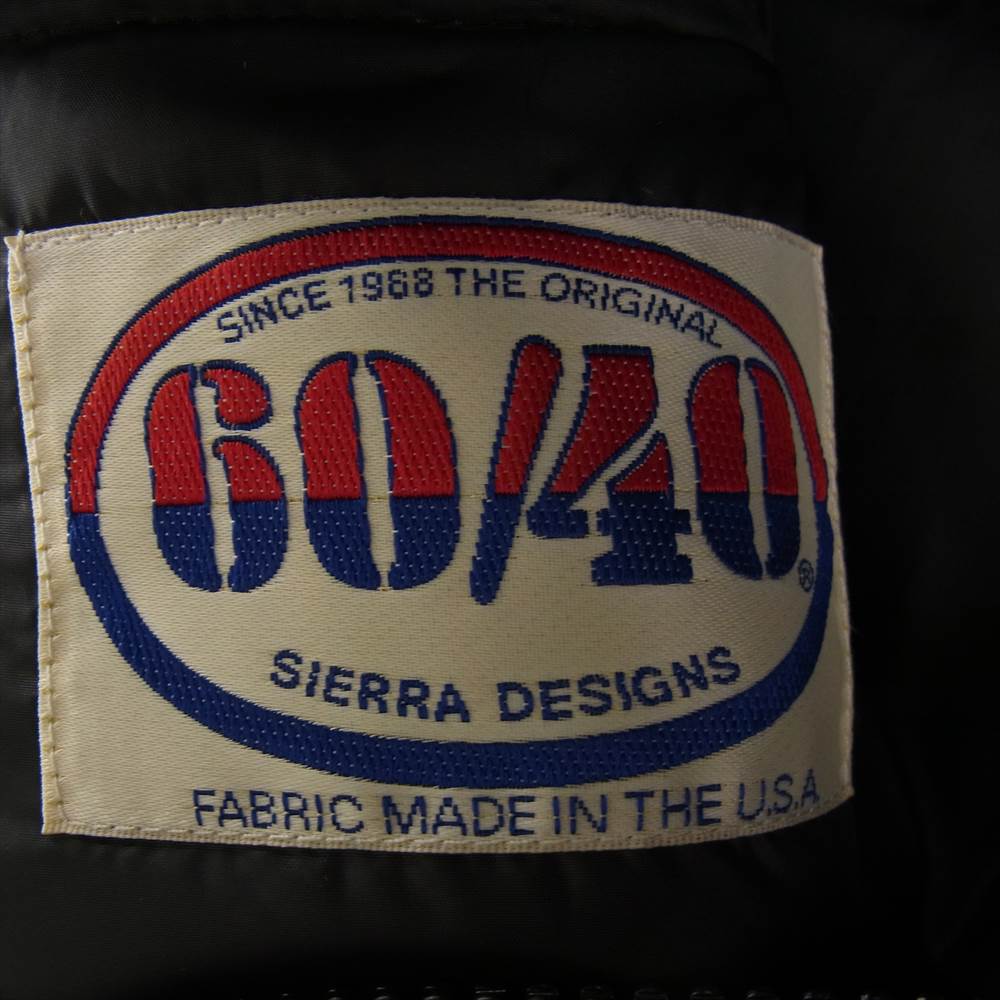 SINCE 1968 THE ORIGINAL
60/40®
SIERRA DESIGNS
FABRIC MADE IN THE U.S.A